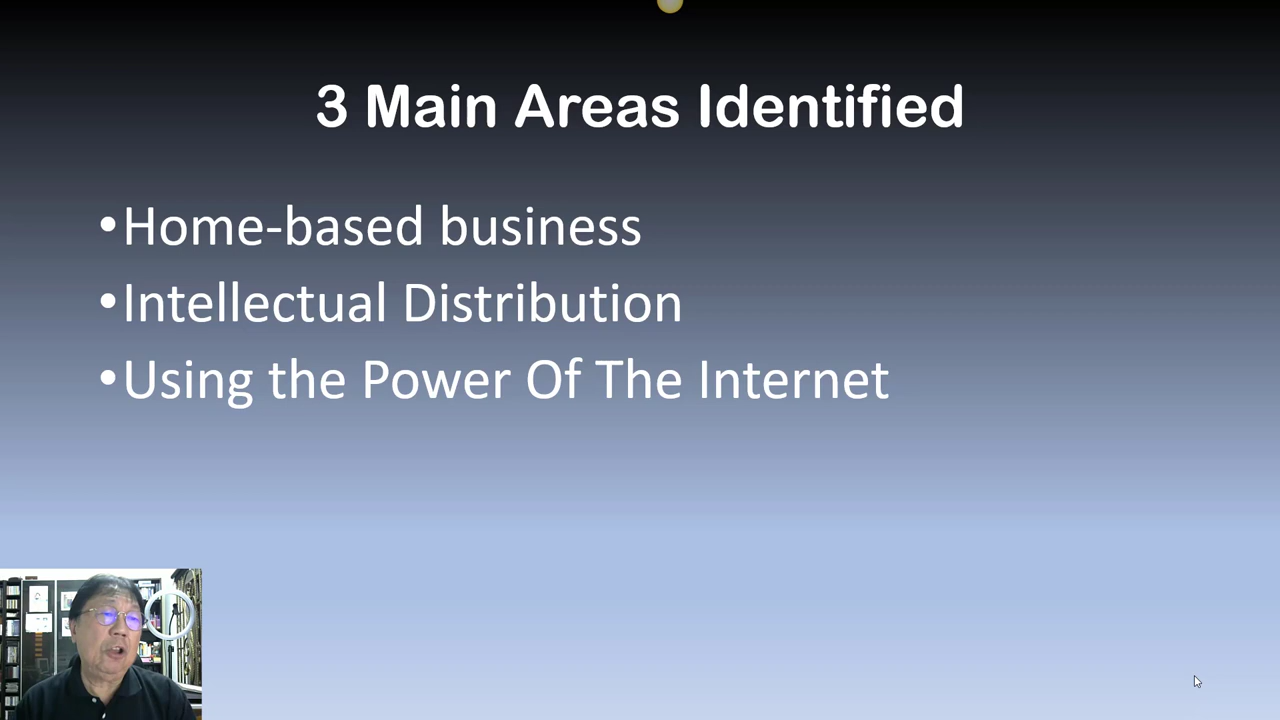 3 Main Areas Identified
•Home-based business
•Intellectual Distribution
•Using the Power Of The Internet